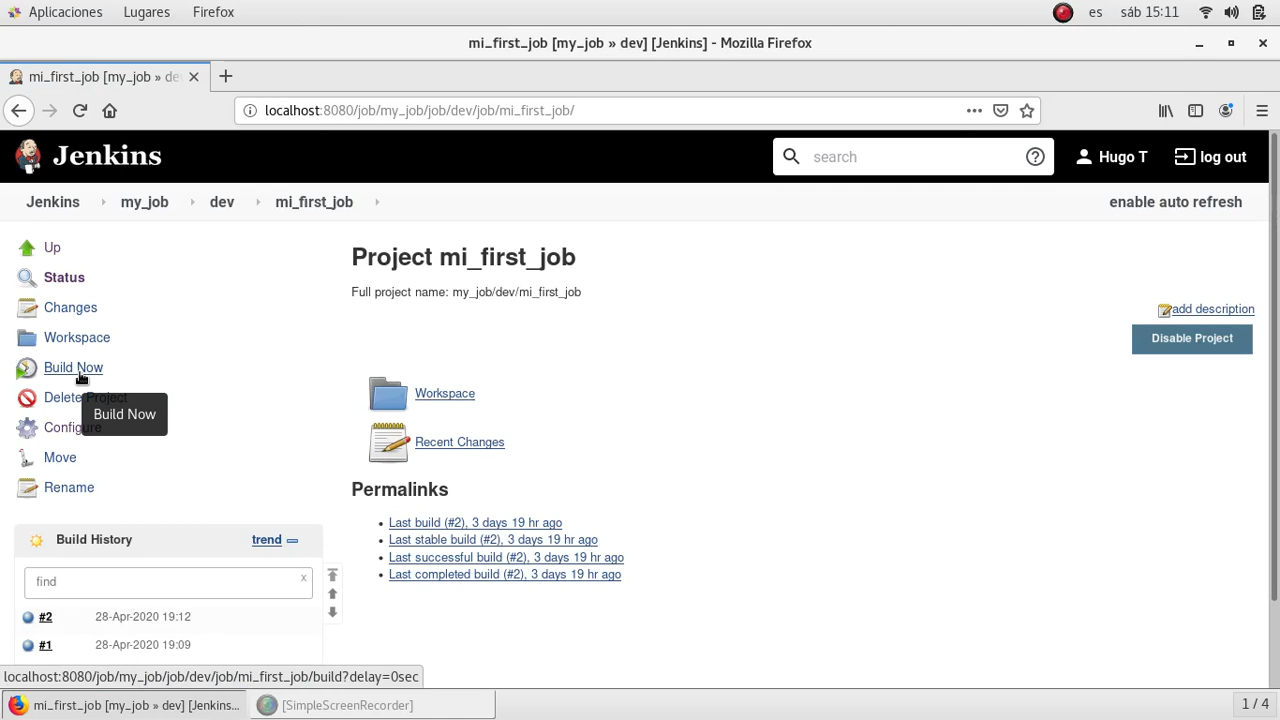 Aplicaciones Lugares Firefox es sáb 15:11
mi_first_job [my_job » dev] [Jenkins] - Mozilla Firefox
mi_first_job [my_job » de
localhost:8080/job/my_job/job/dev/job/mi_first_job/
Jenkins search Hugo T log out
Jenkins my_job dev mi_first_job enable auto refresh
Up
Status
Changes
Workspace
Build Now
Delete Project
Build Now
Configure
Move
Rename
Project mi_first_job
Full project name: my_job/dev/mi_first_job
add description
Disable Project
Workspace
Recent Changes
Permalinks
• Last build (#2), 3 days 19 hr ago
• Last stable build (#2), 3 days 19 hr ago
• Last successful build (#2), 3 days 19 hr ago
• Last completed build (#2), 3 days 19 hr ago
Build History trend
find x
#2 28-Apr-2020 19:12
#1 28-Apr-2020 19:09
localhost:8080/job/my_job/job/dev/job/mi_first_job/build?delay=0sec
mi_first_job [my_job » dev] [Jenkins... [SimpleScreenRecorder] 1 / 4